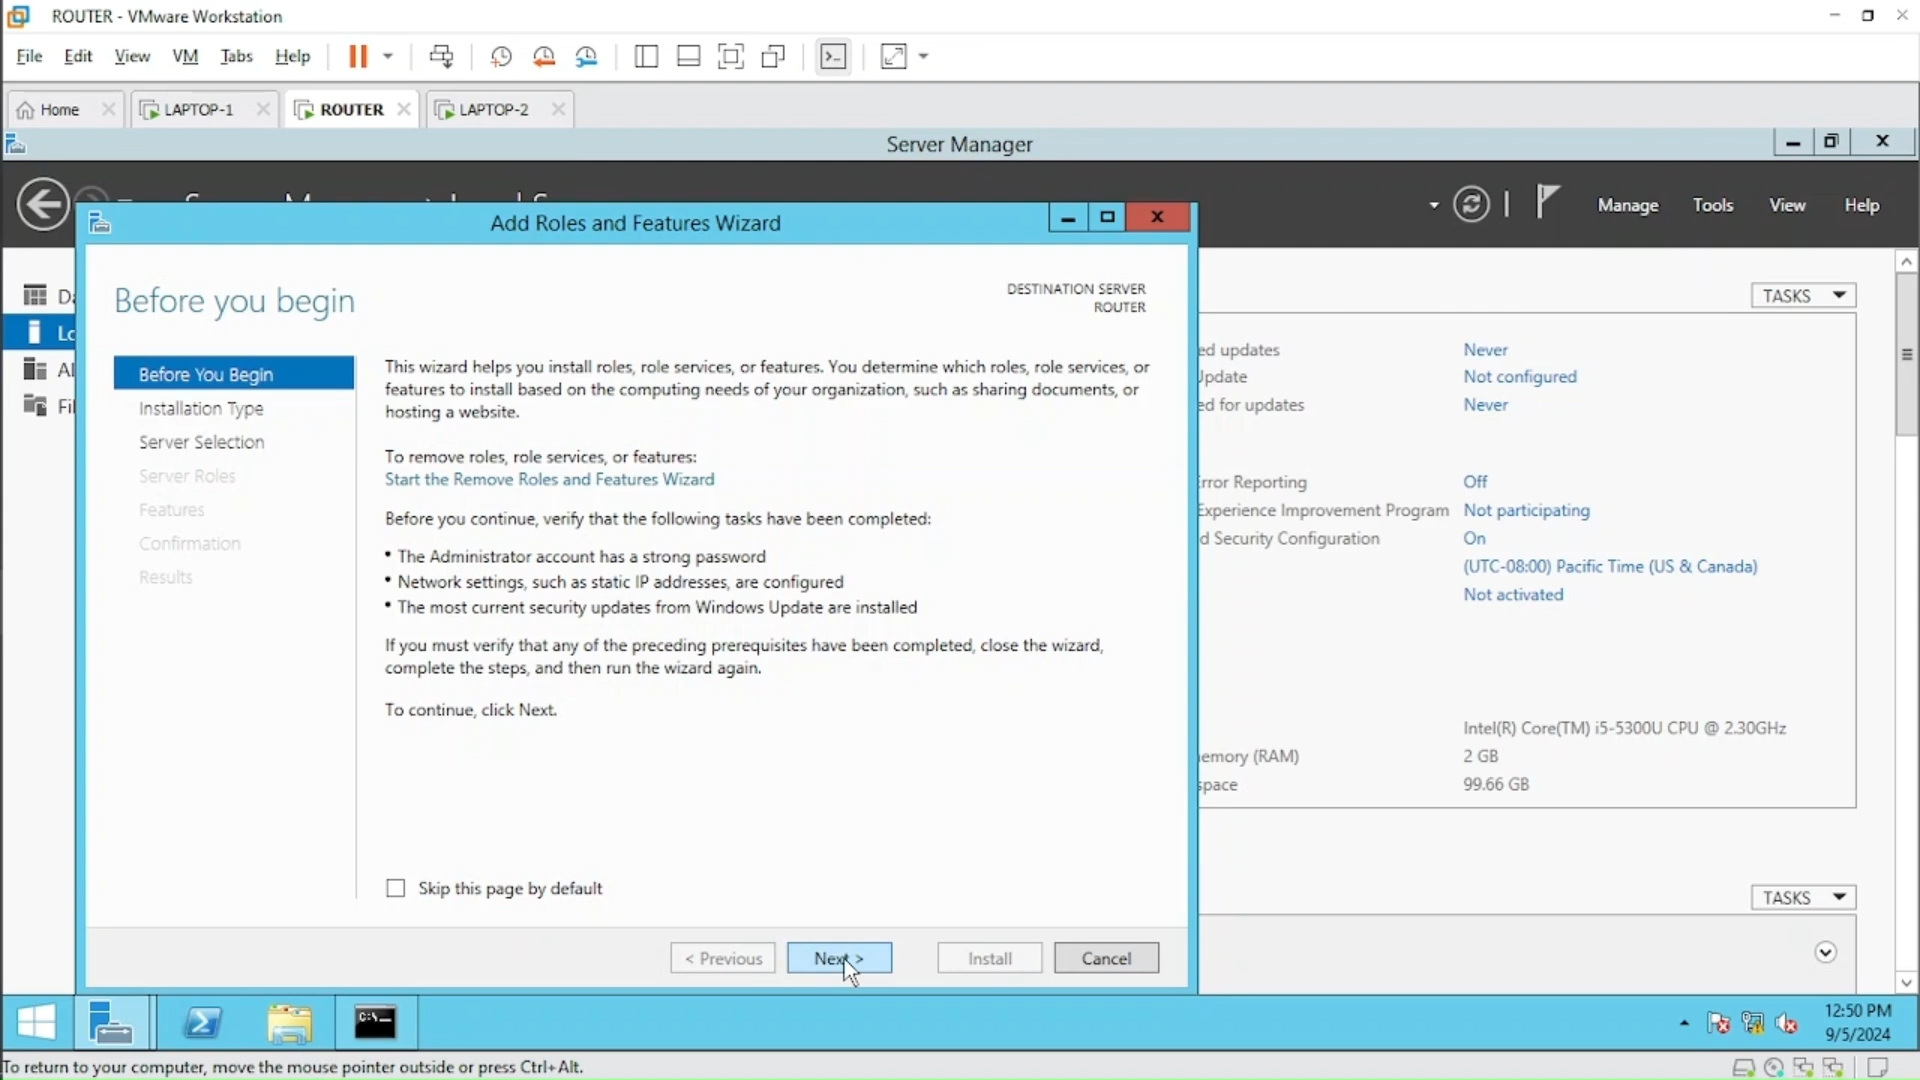 ROUTER - VMware Workstation
File Edit View VM Tabs Help
Home LAPTOP-1 ROUTER LAPTOP-2
Server Manager
Manage Tools View Help
Add Roles and Features Wizard
Before you begin
DESTINATION SERVER
ROUTER
Before You Begin
Installation Type
Server Selection
Server Roles
Features
Confirmation
Results
This wizard helps you install roles, role services, or features. You determine which roles, role services, or
features to install based on the computing needs of your organization, such as sharing documents, or
hosting a website.
To remove roles, role services, or features:
Start the Remove Roles and Features Wizard
Before you continue, verify that the following tasks have been completed:
• The Administrator account has a strong password
• Network settings, such as static IP addresses, are configured
• The most current security updates from Windows Update are installed
If you must verify that any of the preceding prerequisites have been completed, close the wizard,
complete the steps, and then run the wizard again.
To continue, click Next.
Skip this page by default
< Previous Next > Install Cancel
TASKS
ed updates Never
Update Not configured
ed for updates Never
Error Reporting Off
Experience Improvement Program Not participating
d Security Configuration On
(UTC-08:00) Pacific Time (US & Canada)
Not activated
Intel(R) Core(TM) i5-5300U CPU @ 2.30GHz
emory (RAM) 2 GB
space 99.66 GB
TASKS
12:50 PM
9/5/2024
To return to your computer, move the mouse pointer outside or press Ctrl+Alt.